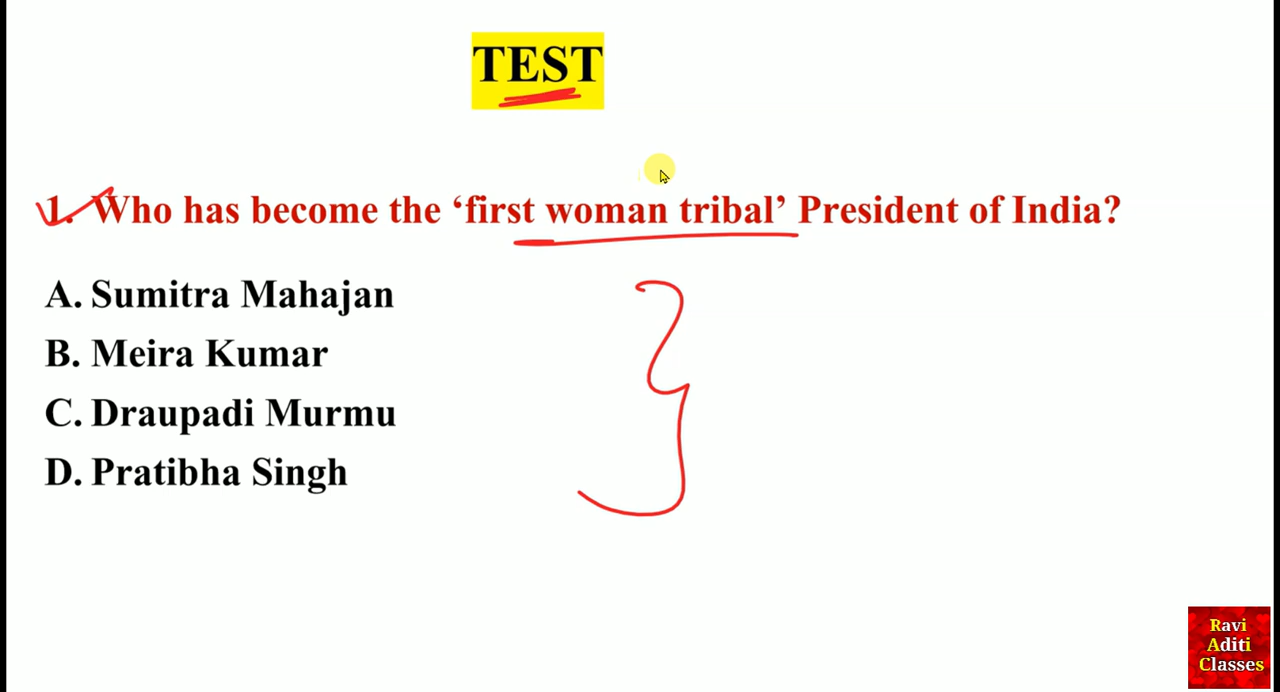 TEST
1. Who has become the ‘first woman tribal’ President of India?
A. Sumitra Mahajan
B. Meira Kumar
C. Draupadi Murmu
D. Pratibha Singh
Ravi
Aditi
Classes